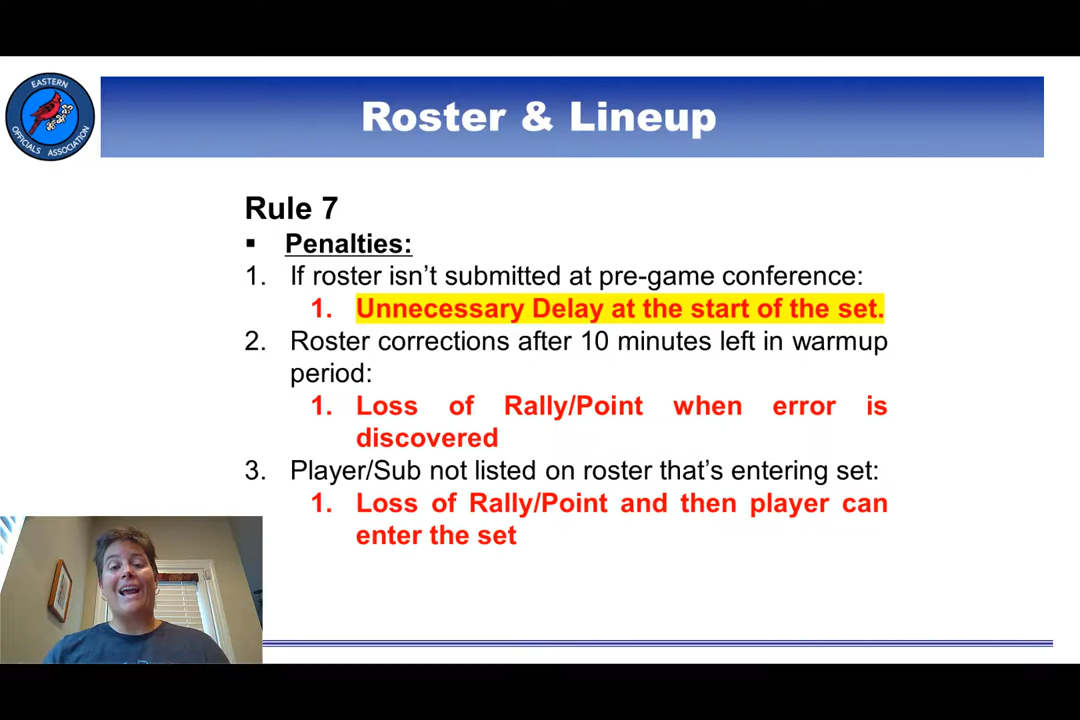 EASTERN
OFFICIALS ASSOCIATION
Roster & Lineup
Rule 7
▪ Penalties:
1. If roster isn't submitted at pre-game conference:
1. Unnecessary Delay at the start of the set.
2. Roster corrections after 10 minutes left in warmup
period:
1. Loss of Rally/Point when error is
discovered
3. Player/Sub not listed on roster that's entering set:
1. Loss of Rally/Point and then player can
enter the set